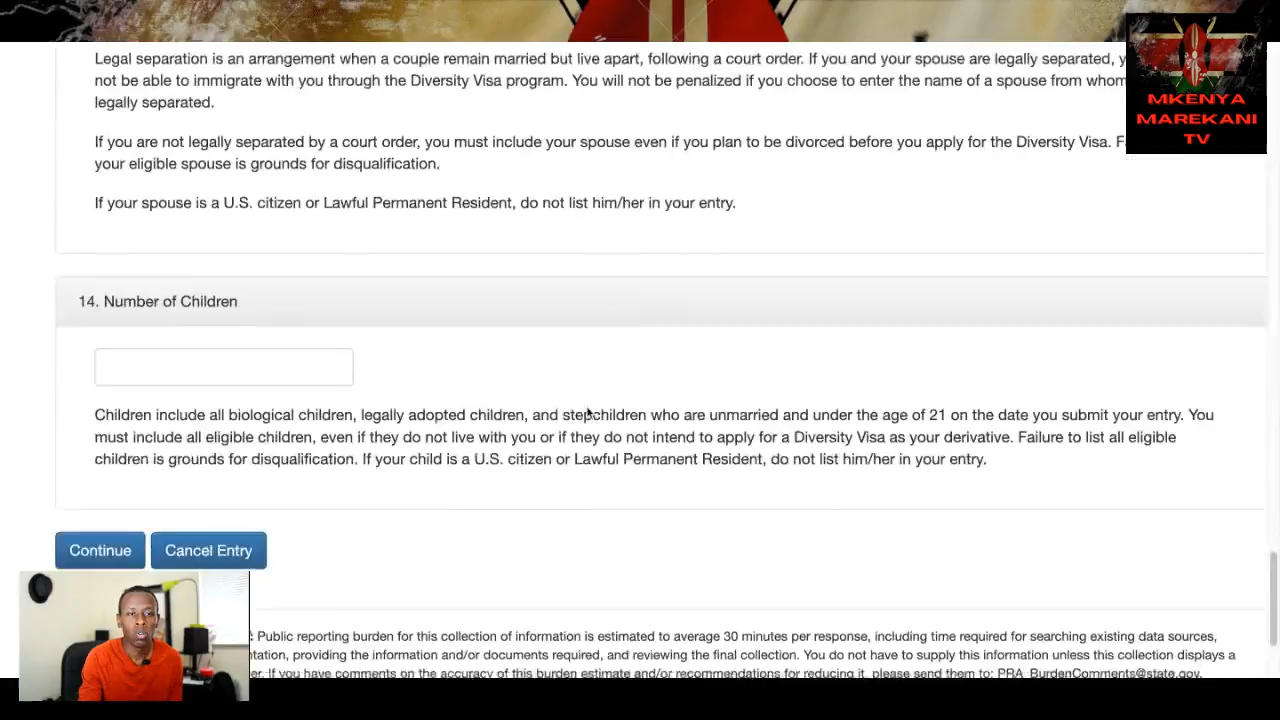 Legal separation is an arrangement when a couple remain married but live apart, following a court order. If you and your spouse are legally separated,
not be able to immigrate with you through the Diversity Visa program. You will not be penalized if you choose to enter the name of a spouse from whom
legally separated.
If you are not legally separated by a court order, you must include your spouse even if you plan to be divorced before you apply for the Diversity Visa.
your eligible spouse is grounds for disqualification.
If your spouse is a U.S. citizen or Lawful Permanent Resident, do not list him/her in your entry.
MKENYA
MAREKANI
TV
14. Number of Children
Children include all biological children, legally adopted children, and stepchildren who are unmarried and under the age of 21 on the date you submit your entry. You
must include all eligible children, even if they do not live with you or if they do not intend to apply for a Diversity Visa as your derivative. Failure to list all eligible
children is grounds for disqualification. If your child is a U.S. citizen or Lawful Permanent Resident, do not list him/her in your entry.
Continue Cancel Entry
Public reporting burden for this collection of information is estimated to average 30 minutes per response, including time required for searching existing data sources,
providing the information and/or documents required, and reviewing the final collection. You do not have to supply this information unless this collection displays a
If you have comments on the accuracy of this burden estimate and/or recommendations for reducing it, please send them to: PRA_BurdenComments@state.gov.